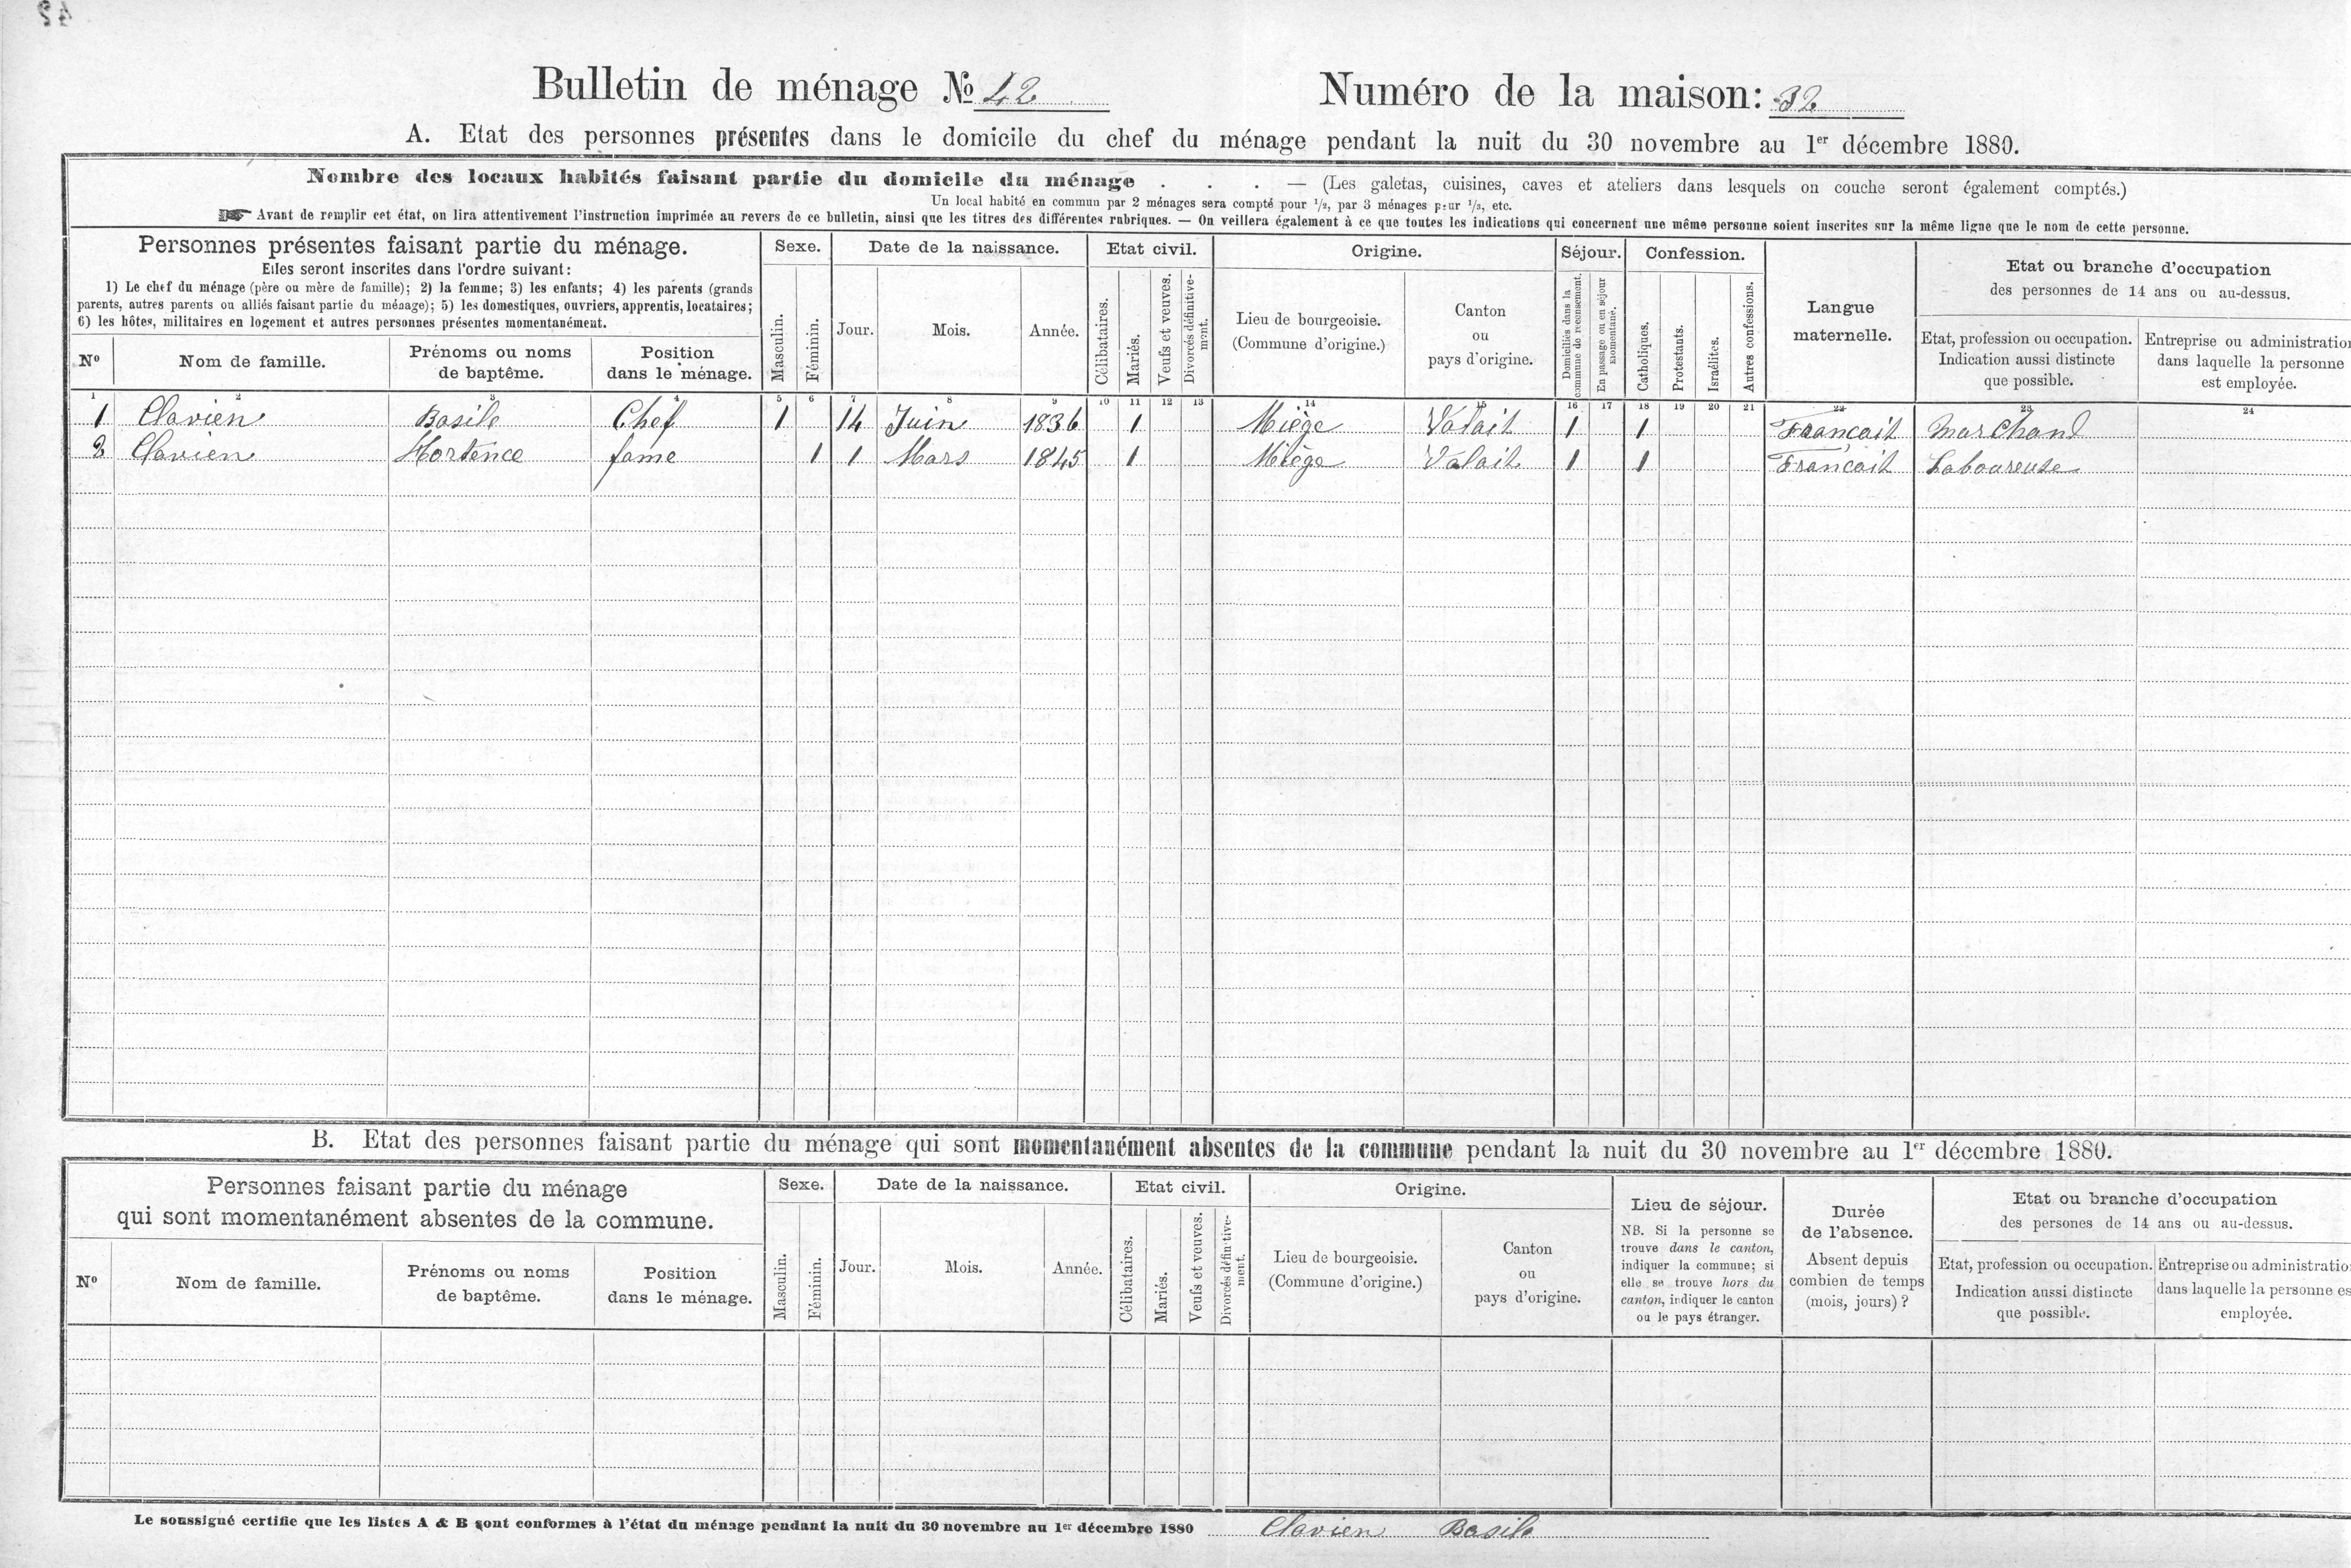 42
Bulletin de ménage № 42 Numéro de la maison: 32
A. Etat des personnes présentes dans le domicile du chef du ménage pendant la nuit du 30 novembre au 1er décembre 1880.
Nombre des locaux habités faisant partie du domicile du ménage . . . — (Les galetas, cuisines, caves et ateliers dans lesquels on couche seront également comptés.)
Un local habité en commun par 2 ménages sera compté pour 1/2, par 3 ménages pour 1/3, etc.
Avant de remplir cet état, on lira attentivement l'instruction imprimée au revers de ce bulletin, ainsi que les titres des différentes rubriques. — On veillera également à ce que toutes les indications qui concernent une même personne soient inscrites sur la même ligne que le nom de cette personne.
Personnes présentes faisant partie du ménage.
Elles seront inscrites dans l'ordre suivant:
1) Le chef du ménage (père ou mère de famille); 2) la femme; 3) les enfants; 4) les parents (grands
parents, autres parents ou alliés faisant partie du ménage); 5) les domestiques, ouvriers, apprentis, locataires;
6) les hôtes, militaires en logement et autres personnes présentes momentanément.
Nº
Nom de famille.
Prénoms ou noms
de baptême.
Position
dans le ménage.
Sexe.
Masculin.
Féminin.
Date de la naissance.
Jour.
Mois.
Année.
Etat civil.
Célibataires.
Mariés.
Veufs et veuves.
Divorcés définitive-
ment.
Origine.
Lieu de bourgeoisie.
(Commune d'origine.)
Canton
ou
pays d'origine.
Séjour.
Domiciliés dans la
commune de recensement.
En passage ou en séjour
momentané.
Confession.
Catholiques.
Protestants.
Israélites.
Autres confessions.
Langue
maternelle.
Etat ou branche d'occupation
des personnes de 14 ans ou au-dessus.
Etat, profession ou occupation.
Indication aussi distincte
que possible.
Entreprise ou administratio
dans laquelle la personne
est employée.
1 2 3 4 5 6 7 8 9 10 11 12 13 14 15 16 17 18 19 20 21 22 23 24
1 Clavien Basile Chef 1 14 Juin 1836 1 Miège Valait 1 1 Françait Marchand
2 Clavien Hortence fame 1 1 Mars 1845 1 Miège Valait 1 1 Françait Laboureuse
B. Etat des personnes faisant partie du ménage qui sont momentanément absentes de la commune pendant la nuit du 30 novembre au 1er décembre 1880.
Personnes faisant partie du ménage
qui sont momentanément absentes de la commune.
Nº
Nom de famille.
Prénoms ou noms
de baptême.
Position
dans le ménage.
Sexe.
Masculin.
Féminin.
Date de la naissance.
Jour.
Mois.
Année.
Etat civil.
Célibataires.
Mariés.
Veufs et veuves.
Divorcés définitive-
ment.
Origine.
Lieu de bourgeoisie.
(Commune d'origine.)
Canton
ou
pays d'origine.
Lieu de séjour.
NB. Si la personne se
trouve dans le canton,
indiquer la commune; si
elle se trouve hors du
canton, indiquer le canton
ou le pays étranger.
Durée
de l'absence.
Absent depuis
combien de temps
(mois, jours)?
Etat ou branche d'occupation
des persones de 14 ans ou au-dessus.
Etat, profession ou occupation.
Indication aussi distincte
que possible.
Entreprise ou administratio
dans laquelle la personne es
employée.
Le soussigné certifie que les listes A & B sont conformes à l'état du ménage pendant la nuit du 30 novembre au 1er décembre 1880 Clavien Basile